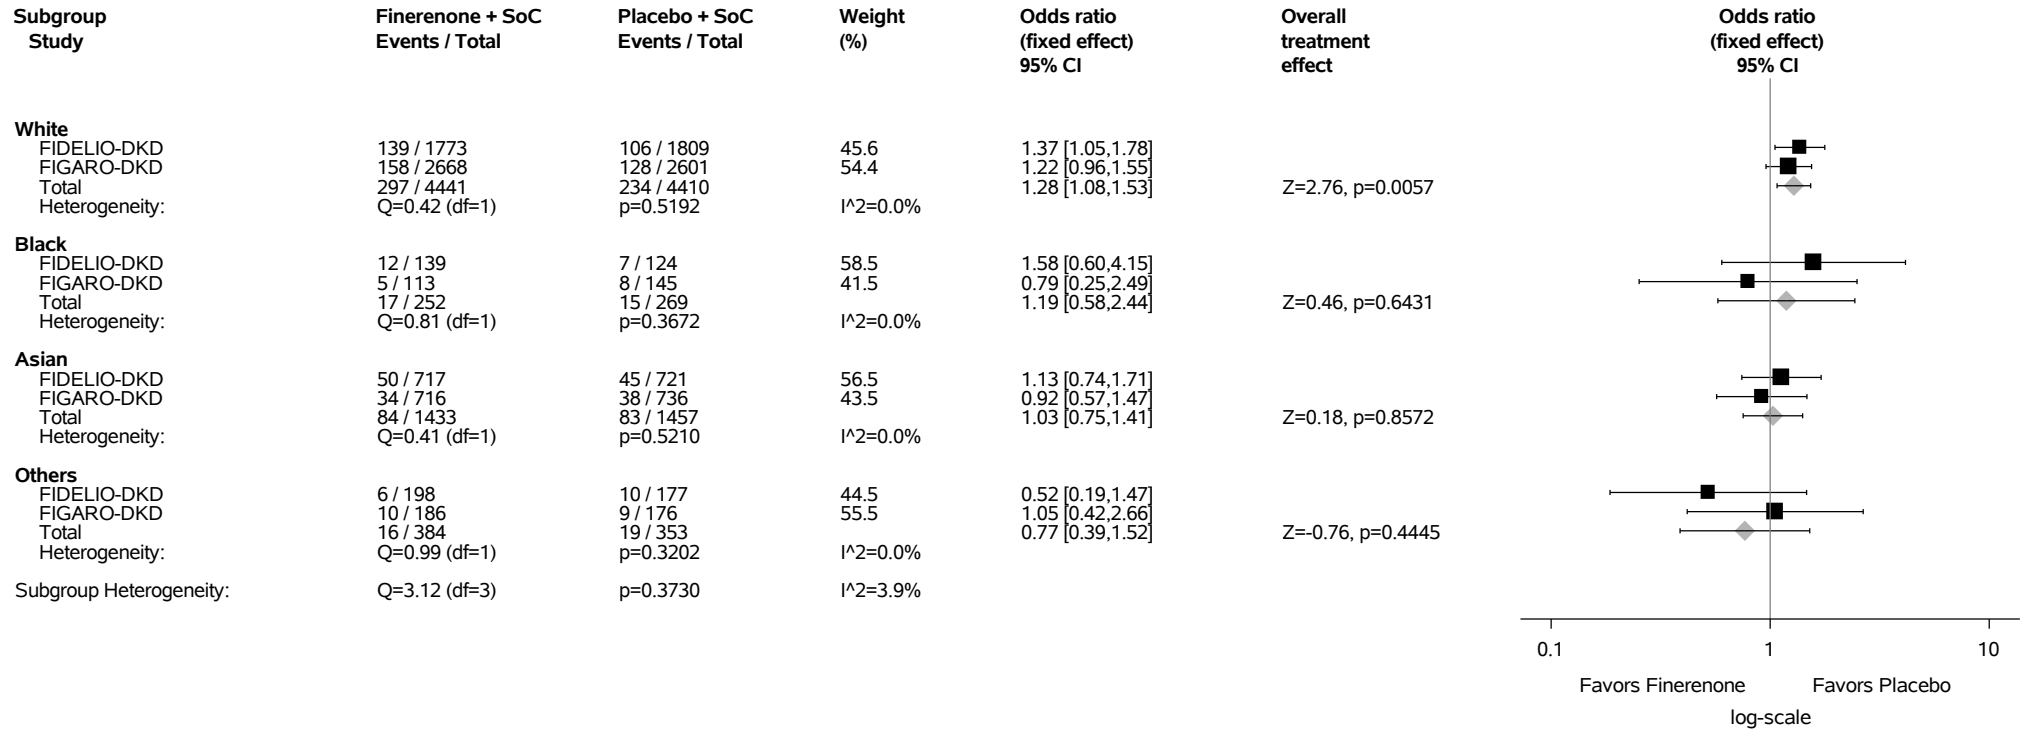 Subgroup Finerenone + SoC Placebo + SoC Weight Odds ratio Overall Odds ratio
Study Events / Total Events / Total (%) (fixed effect) treatment (fixed effect)
95% CI effect 95% CI
White
FIDELIO-DKD 139 / 1773 106 / 1809 45.6 1.37 [1.05,1.78]
FIGARO-DKD 158 / 2668 128 / 2601 54.4 1.22 [0.96,1.55]
Total 297 / 4441 234 / 4410 1.28 [1.08,1.53] Z=2.76, p=0.0057
Heterogeneity: Q=0.42 (df=1) p=0.5192 I^2=0.0%
Black
FIDELIO-DKD 12 / 139 7 / 124 58.5 1.58 [0.60,4.15]
FIGARO-DKD 5 / 113 8 / 145 41.5 0.79 [0.25,2.49]
Total 17 / 252 15 / 269 1.19 [0.58,2.44] Z=0.46, p=0.6431
Heterogeneity: Q=0.81 (df=1) p=0.3672 I^2=0.0%
Asian
FIDELIO-DKD 50 / 717 45 / 721 56.5 1.13 [0.74,1.71]
FIGARO-DKD 34 / 716 38 / 736 43.5 0.92 [0.57,1.47]
Total 84 / 1433 83 / 1457 1.03 [0.75,1.41] Z=0.18, p=0.8572
Heterogeneity: Q=0.41 (df=1) p=0.5210 I^2=0.0%
Others
FIDELIO-DKD 6 / 198 10 / 177 44.5 0.52 [0.19,1.47]
FIGARO-DKD 10 / 186 9 / 176 55.5 1.05 [0.42,2.66]
Total 16 / 384 19 / 353 0.77 [0.39,1.52] Z=-0.76, p=0.4445
Heterogeneity: Q=0.99 (df=1) p=0.3202 I^2=0.0%
Subgroup Heterogeneity: Q=3.12 (df=3) p=0.3730 I^2=3.9%
0.1 1 10
Favors Finerenone Favors Placebo
log-scale